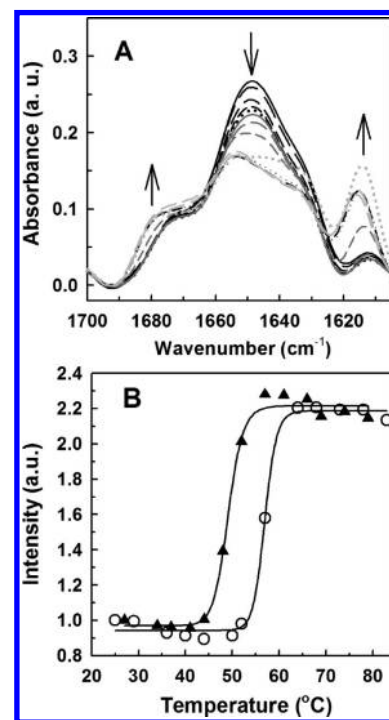 A
Absorbance (a. u.)
0.3
0.2
0.1
0.0
1700 1680 1660 1640 1620
Wavenumber (cm⁻¹)
B
Intensity (a.u.)
2.4
2.2
2.0
1.8
1.6
1.4
1.2
1.0
0.8
20 30 40 50 60 70 80
Temperature (°C)